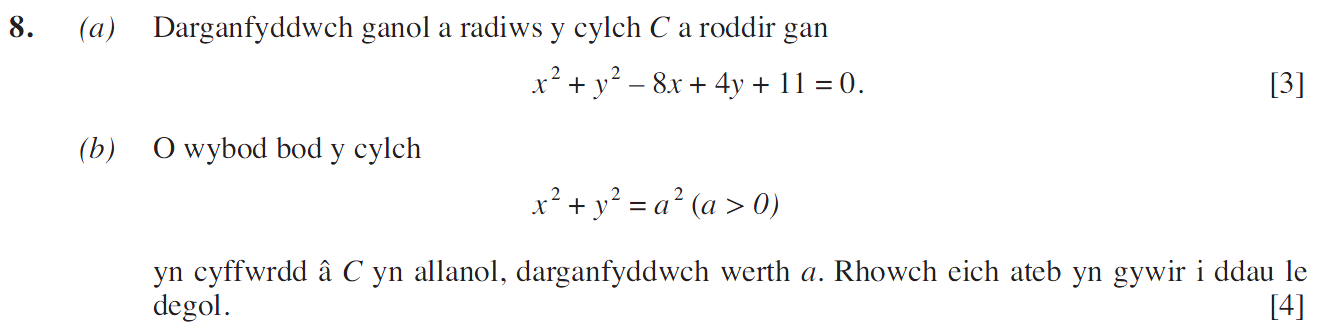 8. (a) Darganfyddwch ganol a radiws y cylch C a roddir gan
x² + y² – 8x + 4y + 11 = 0. [3]
(b) O wybod bod y cylch
x² + y² = a² (a > 0)
yn cyffwrdd â C yn allanol, darganfyddwch werth a. Rhowch eich ateb yn gywir i ddau le
degol. [4]